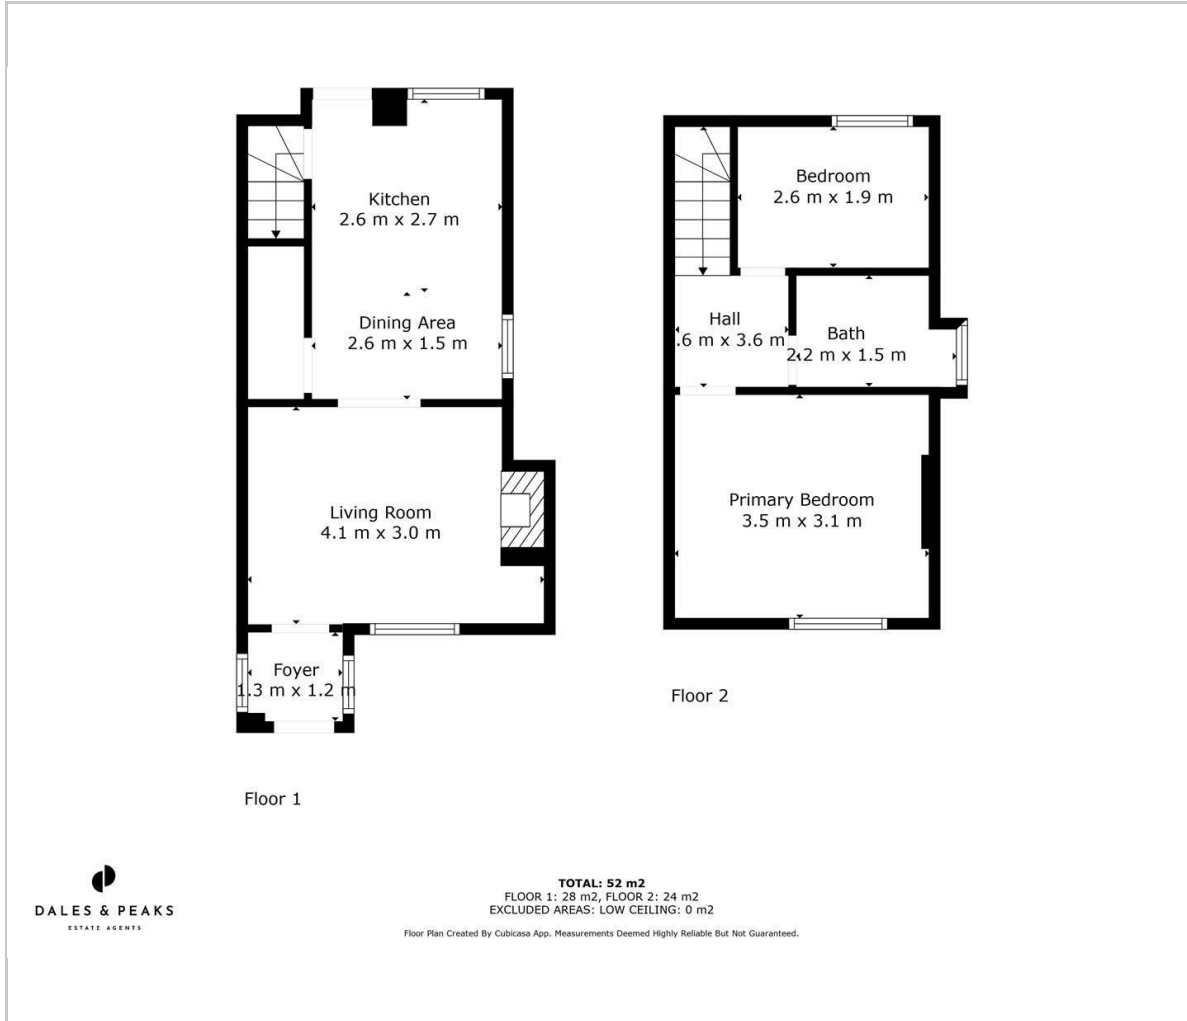 Kitchen
2.6 m x 2.7 m
Dining Area
2.6 m x 1.5 m
Living Room
4.1 m x 3.0 m
Foyer
1.3 m x 1.2 m
Floor 1
Bedroom
2.6 m x 1.9 m
Hall
.6 m x 3.6 m
Bath
2.2 m x 1.5 m
Primary Bedroom
3.5 m x 3.1 m
Floor 2
DALES & PEAKS
ESTATE AGENTS
TOTAL: 52 m2
FLOOR 1: 28 m2, FLOOR 2: 24 m2
EXCLUDED AREAS: LOW CEILING: 0 m2
Floor Plan Created By Cubicasa App. Measurements Deemed Highly Reliable But Not Guaranteed.